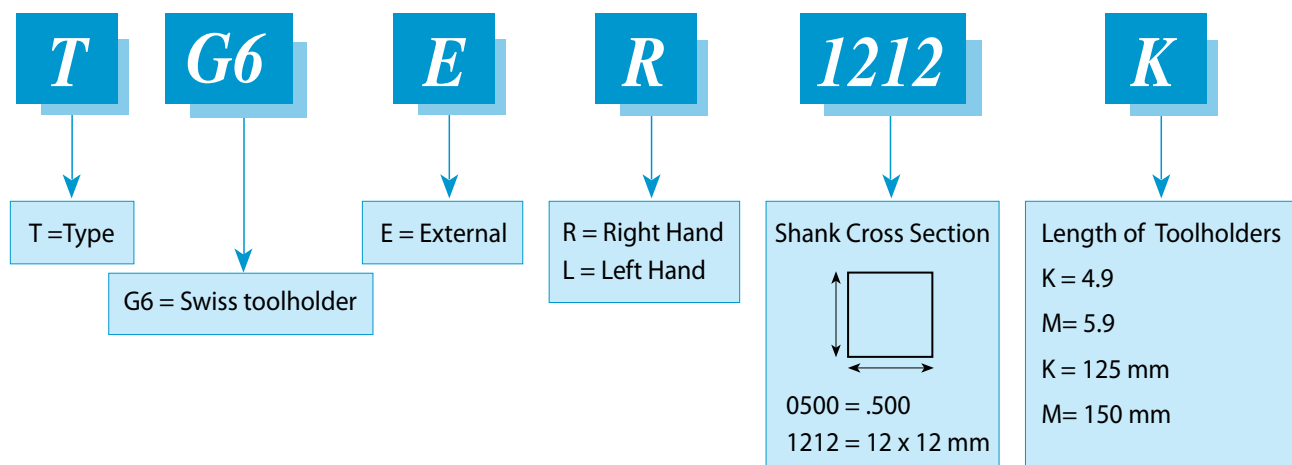 T G6 E R 1212 K
T =Type
G6 = Swiss toolholder
E = External
R = Right Hand
L = Left Hand
Shank Cross Section
0500 = .500
1212 = 12 x 12 mm
Length of Toolholders
K = 4.9
M= 5.9
K = 125 mm
M= 150 mm